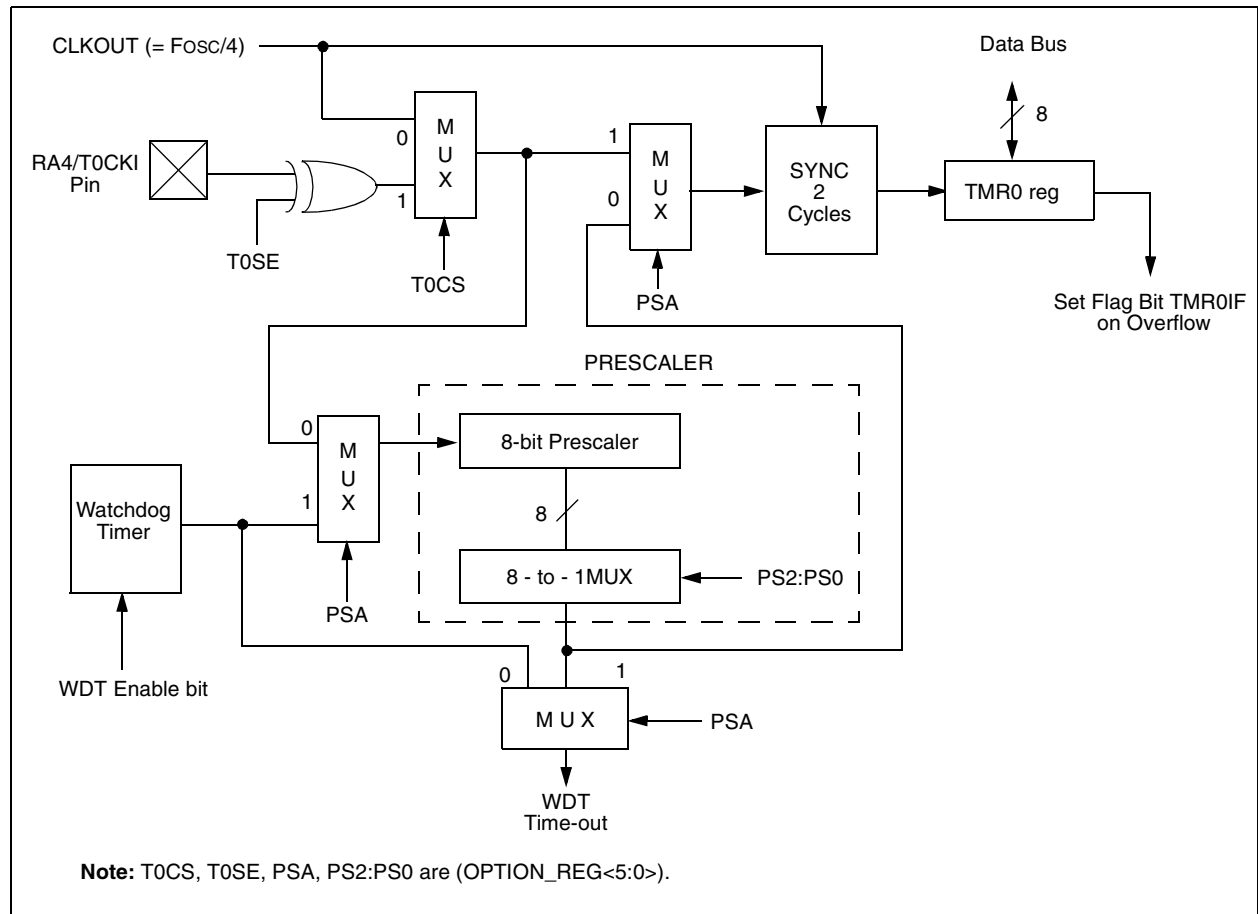 CLKOUT (= FOSC/4)
Data Bus
8
RA4/T0CKI
Pin
T0SE
0
1
M
U
X
T0CS
1
0
M
U
X
PSA
SYNC
2
Cycles
TMR0 reg
Set Flag Bit TMR0IF
on Overflow
PRESCALER
0
1
M
U
X
PSA
8-bit Prescaler
8
8 - to - 1MUX
PS2:PS0
Watchdog
Timer
WDT Enable bit
0
1
M U X
PSA
WDT
Time-out
Note: T0CS, T0SE, PSA, PS2:PS0 are (OPTION_REG<5:0>).